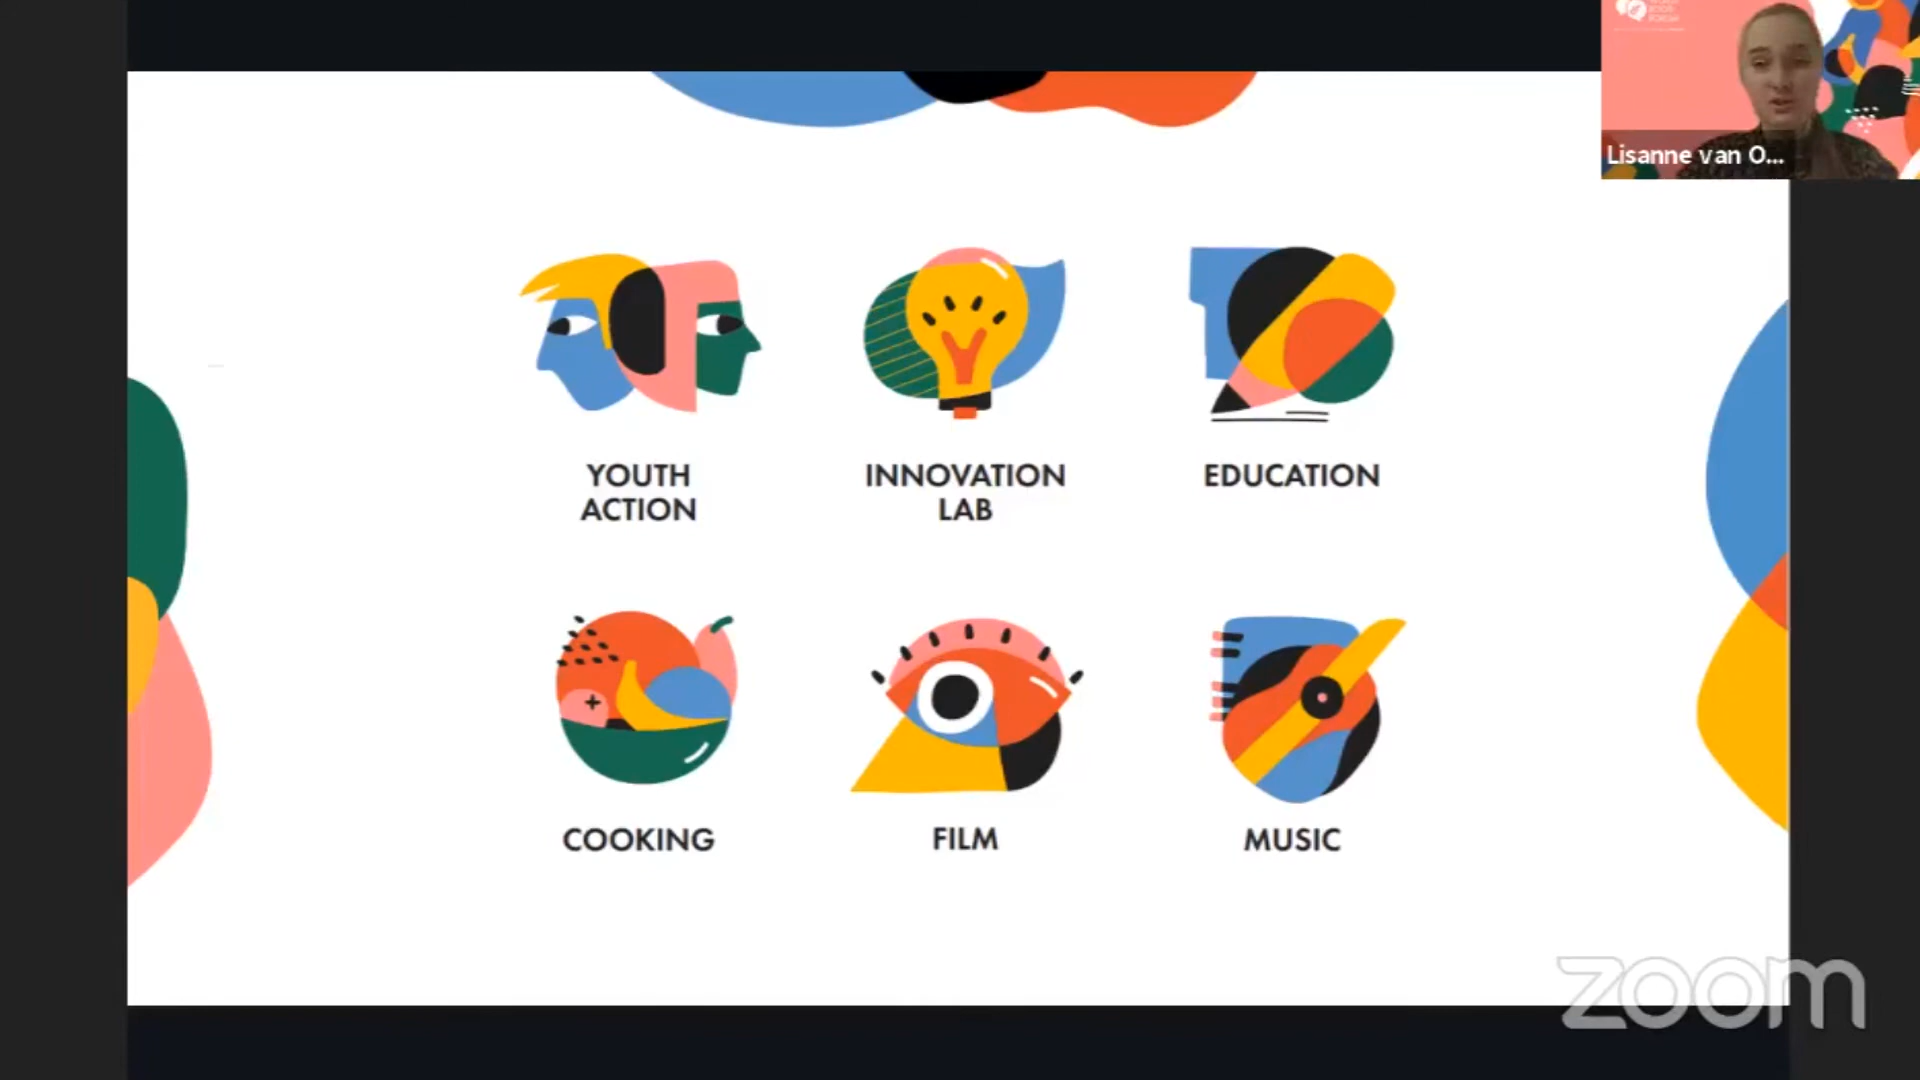 Lisanne van O...
YOUTH
ACTION
INNOVATION
LAB
EDUCATION
COOKING
FILM
MUSIC
zoom